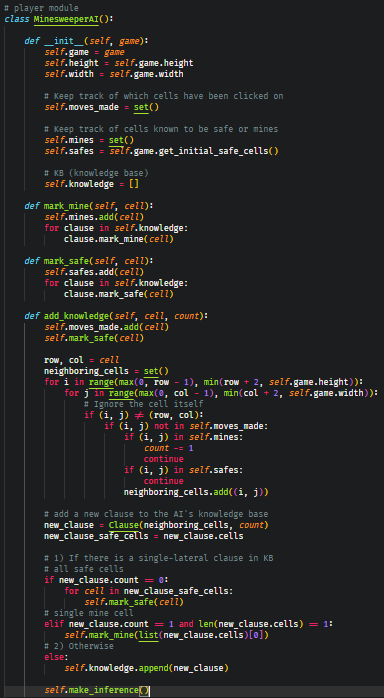 # player module
class MinesweeperAI():
def __init__(self, game):
self.game = game
self.height = self.game.height
self.width = self.game.width
# Keep track of which cells have been clicked on
self.moves_made = set()
# Keep track of cells known to be safe or mines
self.mines = set()
self.safes = self.game.get_initial_safe_cells()
# KB (knowledge base)
self.knowledge = []
def mark_mine(self, cell):
self.mines.add(cell)
for clause in self.knowledge:
clause.mark_mine(cell)
def mark_safe(self, cell):
self.safes.add(cell)
for clause in self.knowledge:
clause.mark_safe(cell)
def add_knowledge(self, cell, count):
self.moves_made.add(cell)
self.mark_safe(cell)
row, col = cell
neighboring_cells = set()
for i in range(max(0, row - 1), min(row + 2, self.game.height)):
for j in range(max(0, col - 1), min(col + 2, self.game.width)):
# Ignore the cell itself
if (i, j) ≠ (row, col):
if (i, j) not in self.moves_made:
if (i, j) in self.mines:
count -= 1
continue
if (i, j) in self.safes:
continue
neighboring_cells.add((i, j))
# add a new clause to the AI's knowledge base
new_clause = Clause(neighboring_cells, count)
new_clause_safe_cells = new_clause.cells
# 1) If there is a single-lateral clause in KB
# all safe cells
if new_clause.count == 0:
for cell in new_clause_safe_cells:
self.mark_safe(cell)
# single mine cell
elif new_clause.count == 1 and len(new_clause.cells) == 1:
self.mark_mine(list(new_clause.cells)[0])
# 2) Otherwise
else:
self.knowledge.append(new_clause)
self.make_inference()